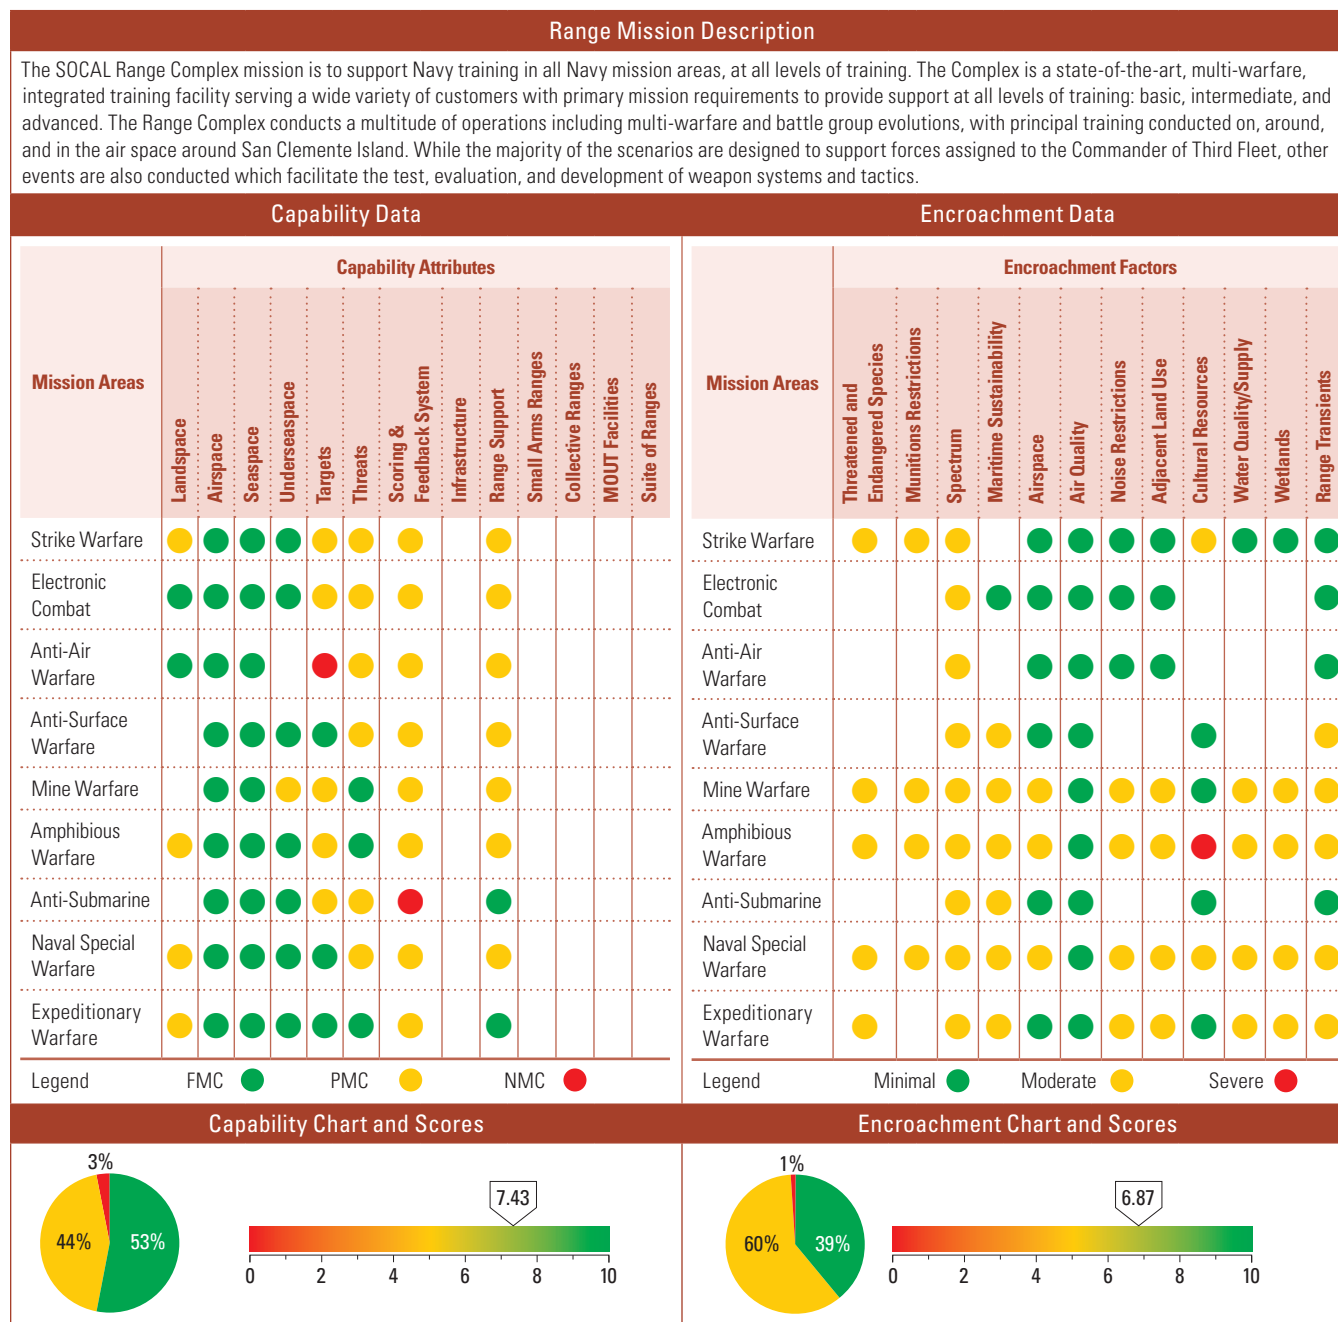 Range Mission Description
The SOCAL Range Complex mission is to support Navy training in all Navy mission areas, at all levels of training. The Complex is a state-of-the-art, multi-warfare,
integrated training facility serving a wide variety of customers with primary mission requirements to provide support at all levels of training: basic, intermediate, and
advanced. The Range Complex conducts a multitude of operations including multi-warfare and battle group evolutions, with principal training conducted on, around,
and in the air space around San Clemente Island. While the majority of the scenarios are designed to support forces assigned to the Commander of Third Fleet, other
events are also conducted which facilitate the test, evaluation, and development of weapon systems and tactics.
Capability Data
Capability Attributes
Mission Areas
Landspace
Airspace
Seaspace
Underseaspace
Targets
Threats
Scoring &
Feedback System
Infrastructure
Range Support
Small Arms Ranges
Collective Ranges
MOUT Facilities
Suite of Ranges
Strike Warfare
Electronic
Combat
Anti-Air
Warfare
Anti-Surface
Warfare
Mine Warfare
Amphibious
Warfare
Anti-Submarine
Naval Special
Warfare
Expeditionary
Warfare
Legend
FMC
PMC
NMC
Encroachment Data
Encroachment Factors
Mission Areas
Threatened and
Endangered Species
Munitions Restrictions
Spectrum
Maritime Sustainability
Airspace
Air Quality
Noise Restrictions
Adjacent Land Use
Cultural Resources
Water Quality/Supply
Wetlands
Range Transients
Strike Warfare
Electronic
Combat
Anti-Air
Warfare
Anti-Surface
Warfare
Mine Warfare
Amphibious
Warfare
Anti-Submarine
Naval Special
Warfare
Expeditionary
Warfare
Legend
Minimal
Moderate
Severe
Capability Chart and Scores
3%
44%
53%
7.43
0 2 4 6 8 10
Encroachment Chart and Scores
1%
60%
39%
6.87
0 2 4 6 8 10